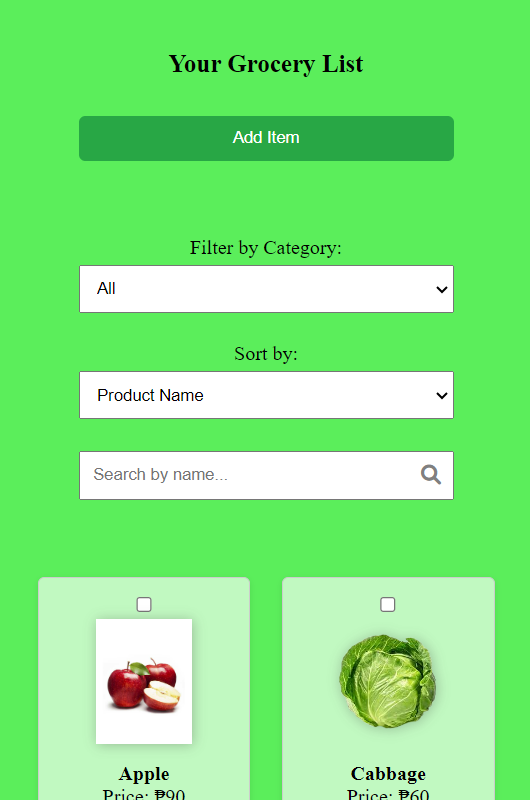 Your Grocery List
Add Item
Filter by Category:
All
Sort by:
Product Name
Search by name...
Apple
Cabbage
Price: ₱90
Price: ₱60